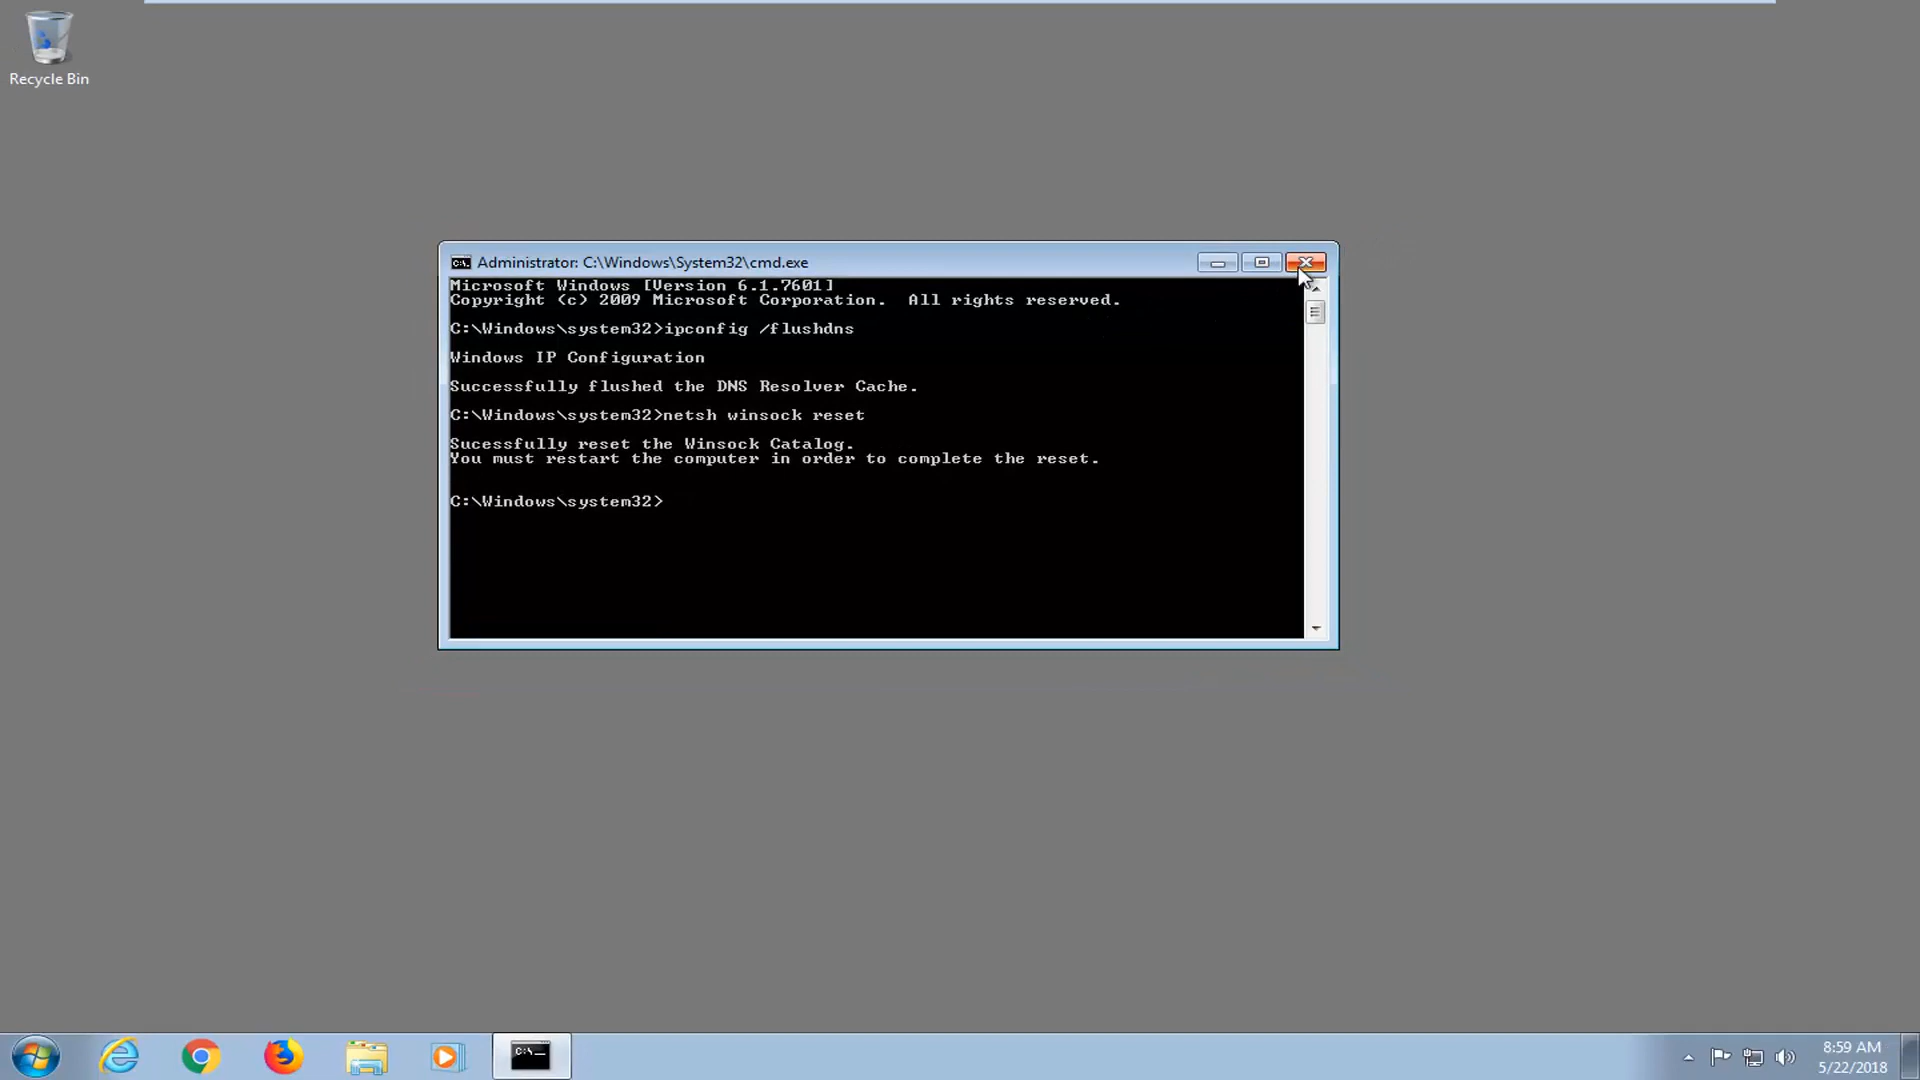 Recycle Bin
Administrator: C:\Windows\System32\cmd.exe
Microsoft Windows [Version 6.1.7601]
Copyright (c) 2009 Microsoft Corporation.  All rights reserved.
C:\Windows\system32>ipconfig /flushdns
Windows IP Configuration
Successfully flushed the DNS Resolver Cache.
C:\Windows\system32>netsh winsock reset
Sucessfully reset the Winsock Catalog.
You must restart the computer in order to complete the reset.
C:\Windows\system32>
8:59 AM
5/22/2018